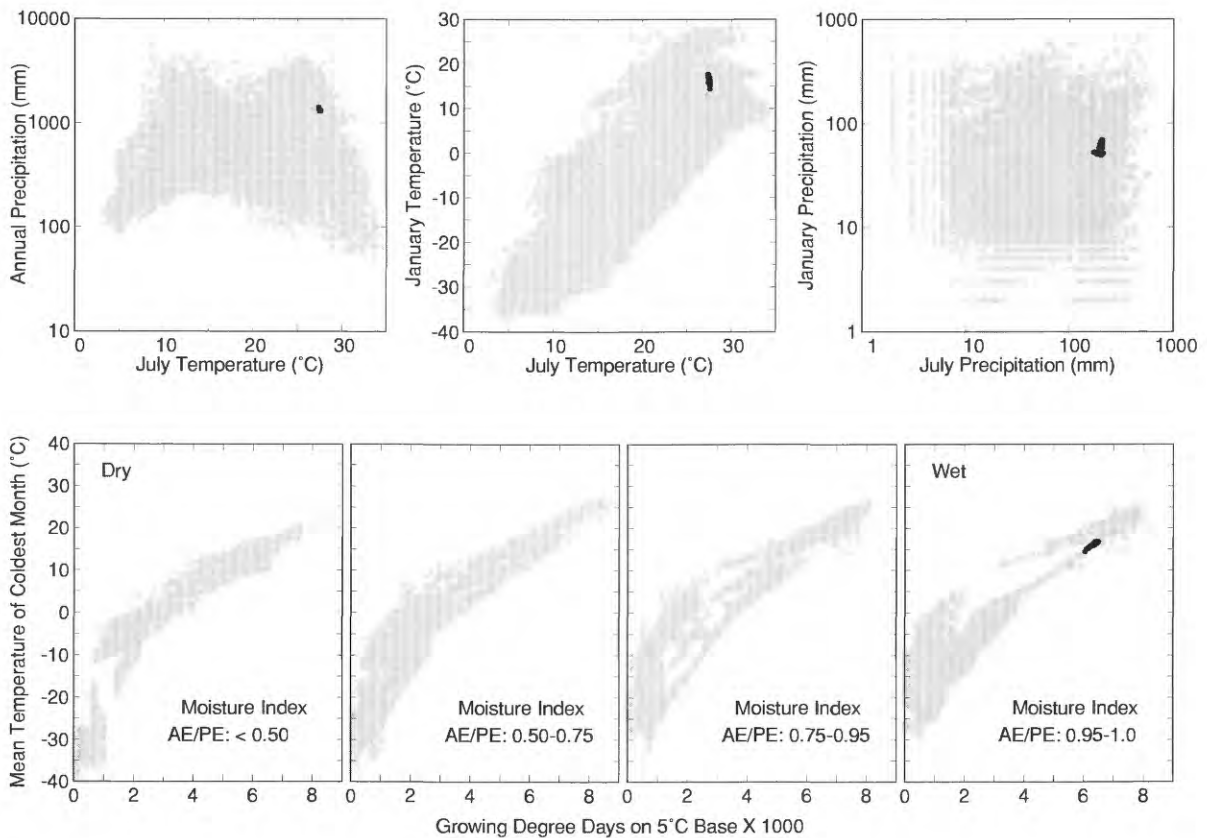 10000
1000
100
10
Annual Precipitation (mm)
0 10 20 30
July Temperature (˚C)
30
20
10
0
-10
-20
-30
-40
January Temperature (˚C)
0 10 20 30
July Temperature (˚C)
1000
100
10
1
January Precipitation (mm)
1 10 100 1000
July Precipitation (mm)
40
30
20
10
0
-10
-20
-30
-40
Mean Temperature of Coldest Month (˚C)
Dry
Moisture Index
AE/PE: < 0.50
0 2 4 6 8
Moisture Index
AE/PE: 0.50-0.75
0 2 4 6 8
Moisture Index
AE/PE: 0.75-0.95
0 2 4 6 8
Wet
Moisture Index
AE/PE: 0.95-1.0
0 2 4 6 8
Growing Degree Days on 5˚C Base X 1000